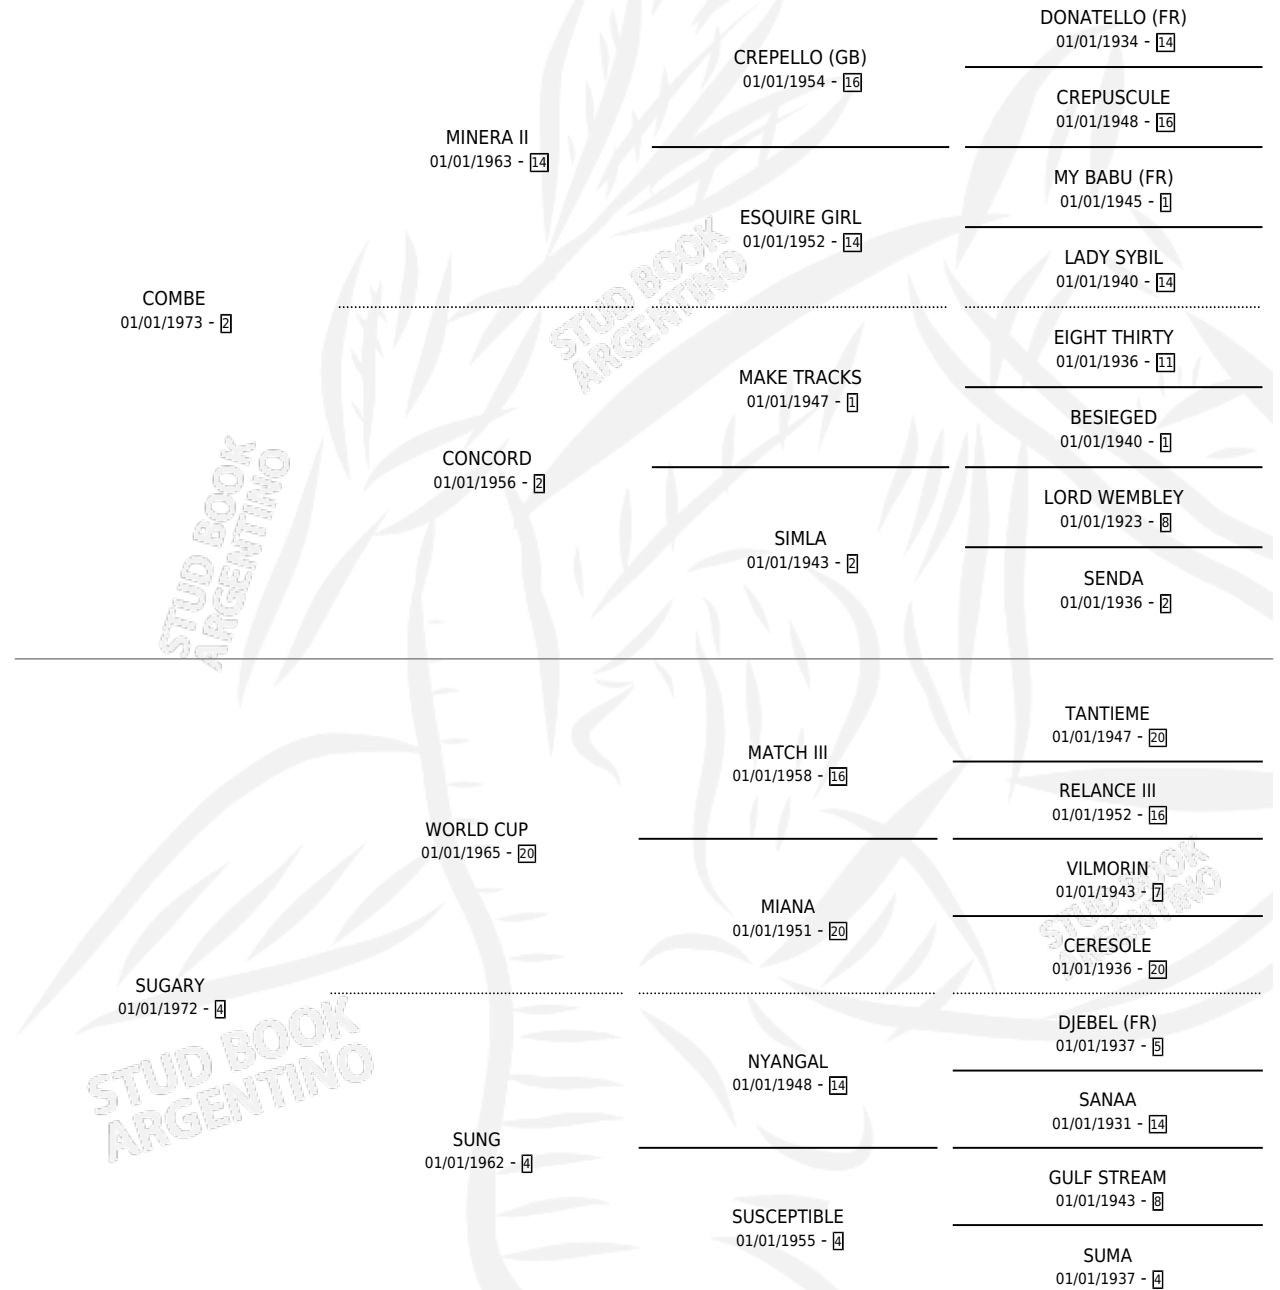 DONATELLO (FR)
01/01/1934 - 14
CREPELLO (GB)
01/01/1954 - 16
CREPUSCULE
01/01/1948 - 16
MINERA II
01/01/1963 - 14
MY BABU (FR)
01/01/1945 - 1
ESQUIRE GIRL
01/01/1952 - 14
LADY SYBIL
01/01/1940 - 14
COMBE
01/01/1973 - 2
STUD BOOK
ARGENTINO
EIGHT THIRTY
01/01/1936 - 11
MAKE TRACKS
01/01/1947 - 1
BESIEGED
01/01/1940 - 1
CONCORD
01/01/1956 - 2
LORD WEMBLEY
01/01/1923 - 8
SIMLA
01/01/1943 - 2
SENDA
01/01/1936 - 2
STUD BOOK
ARGENTINO
TANTIEME
01/01/1947 - 20
MATCH III
01/01/1958 - 16
RELANCE III
01/01/1952 - 16
WORLD CUP
01/01/1965 - 20
VILMORIN
01/01/1943 - 7
MIANA
01/01/1951 - 20
STUD BOOK
ARGENTINO
CERESOLE
01/01/1936 - 20
SUGARY
01/01/1972 - 4
STUD BOOK
ARGENTINO
DJEBEL (FR)
01/01/1937 - 5
NYANGAL
01/01/1948 - 14
SANAA
01/01/1931 - 14
SUNG
01/01/1962 - 4
GULF STREAM
01/01/1943 - 8
SUSCEPTIBLE
01/01/1955 - 4
SUMA
01/01/1937 - 4